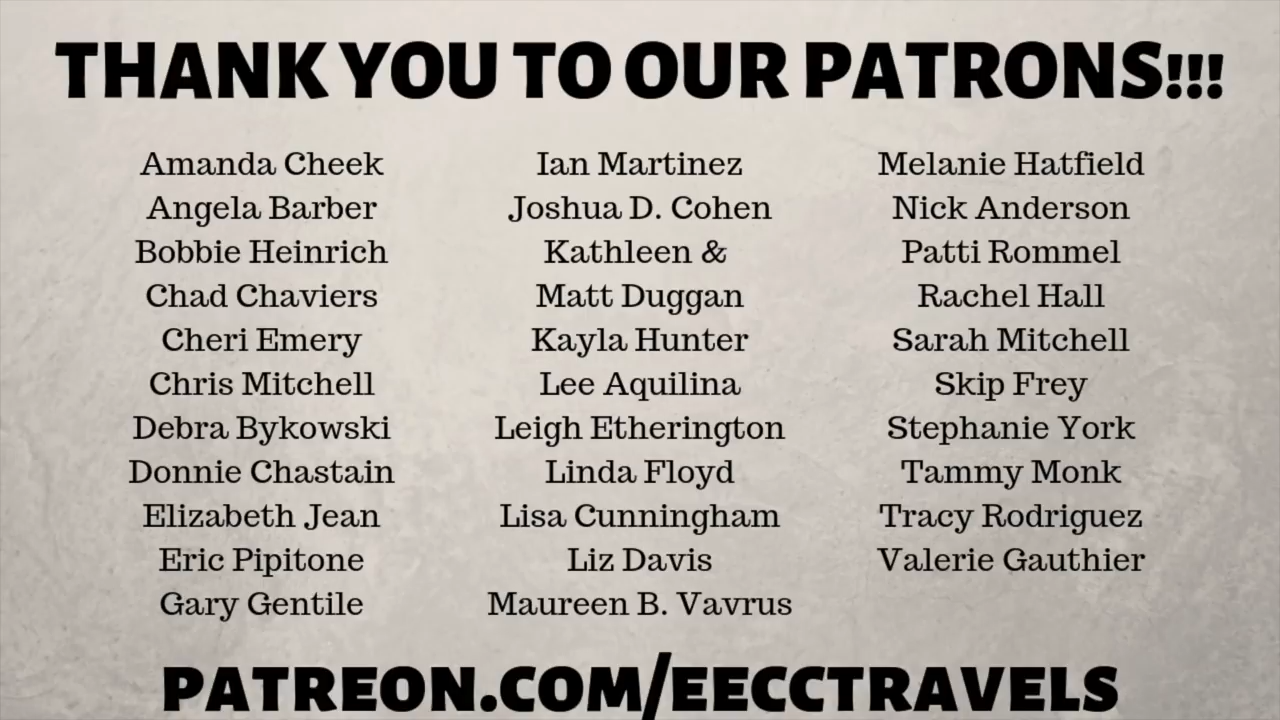 THANK YOU TO OUR PATRONS!!!
Amanda Cheek
Angela Barber
Bobbie Heinrich
Chad Chaviers
Cheri Emery
Chris Mitchell
Debra Bykowski
Donnie Chastain
Elizabeth Jean
Eric Pipitone
Gary Gentile
Ian Martinez
Joshua D. Cohen
Kathleen &
Matt Duggan
Kayla Hunter
Lee Aquilina
Leigh Etherington
Linda Floyd
Lisa Cunningham
Liz Davis
Maureen B. Vavrus
Melanie Hatfield
Nick Anderson
Patti Rommel
Rachel Hall
Sarah Mitchell
Skip Frey
Stephanie York
Tammy Monk
Tracy Rodriguez
Valerie Gauthier
PATREON.COM/EECCTRAVELS